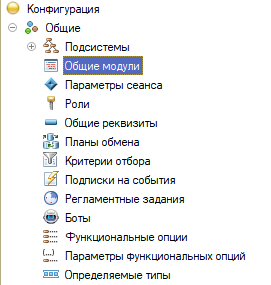 Конфигурация
Общие
Подсистемы
Общие модули
Параметры сеанса
Роли
Общие реквизиты
Планы обмена
Критерии отбора
Подписки на события
Регламентные задания
Боты
Функциональные опции
Параметры функциональных опций
Определяемые типы